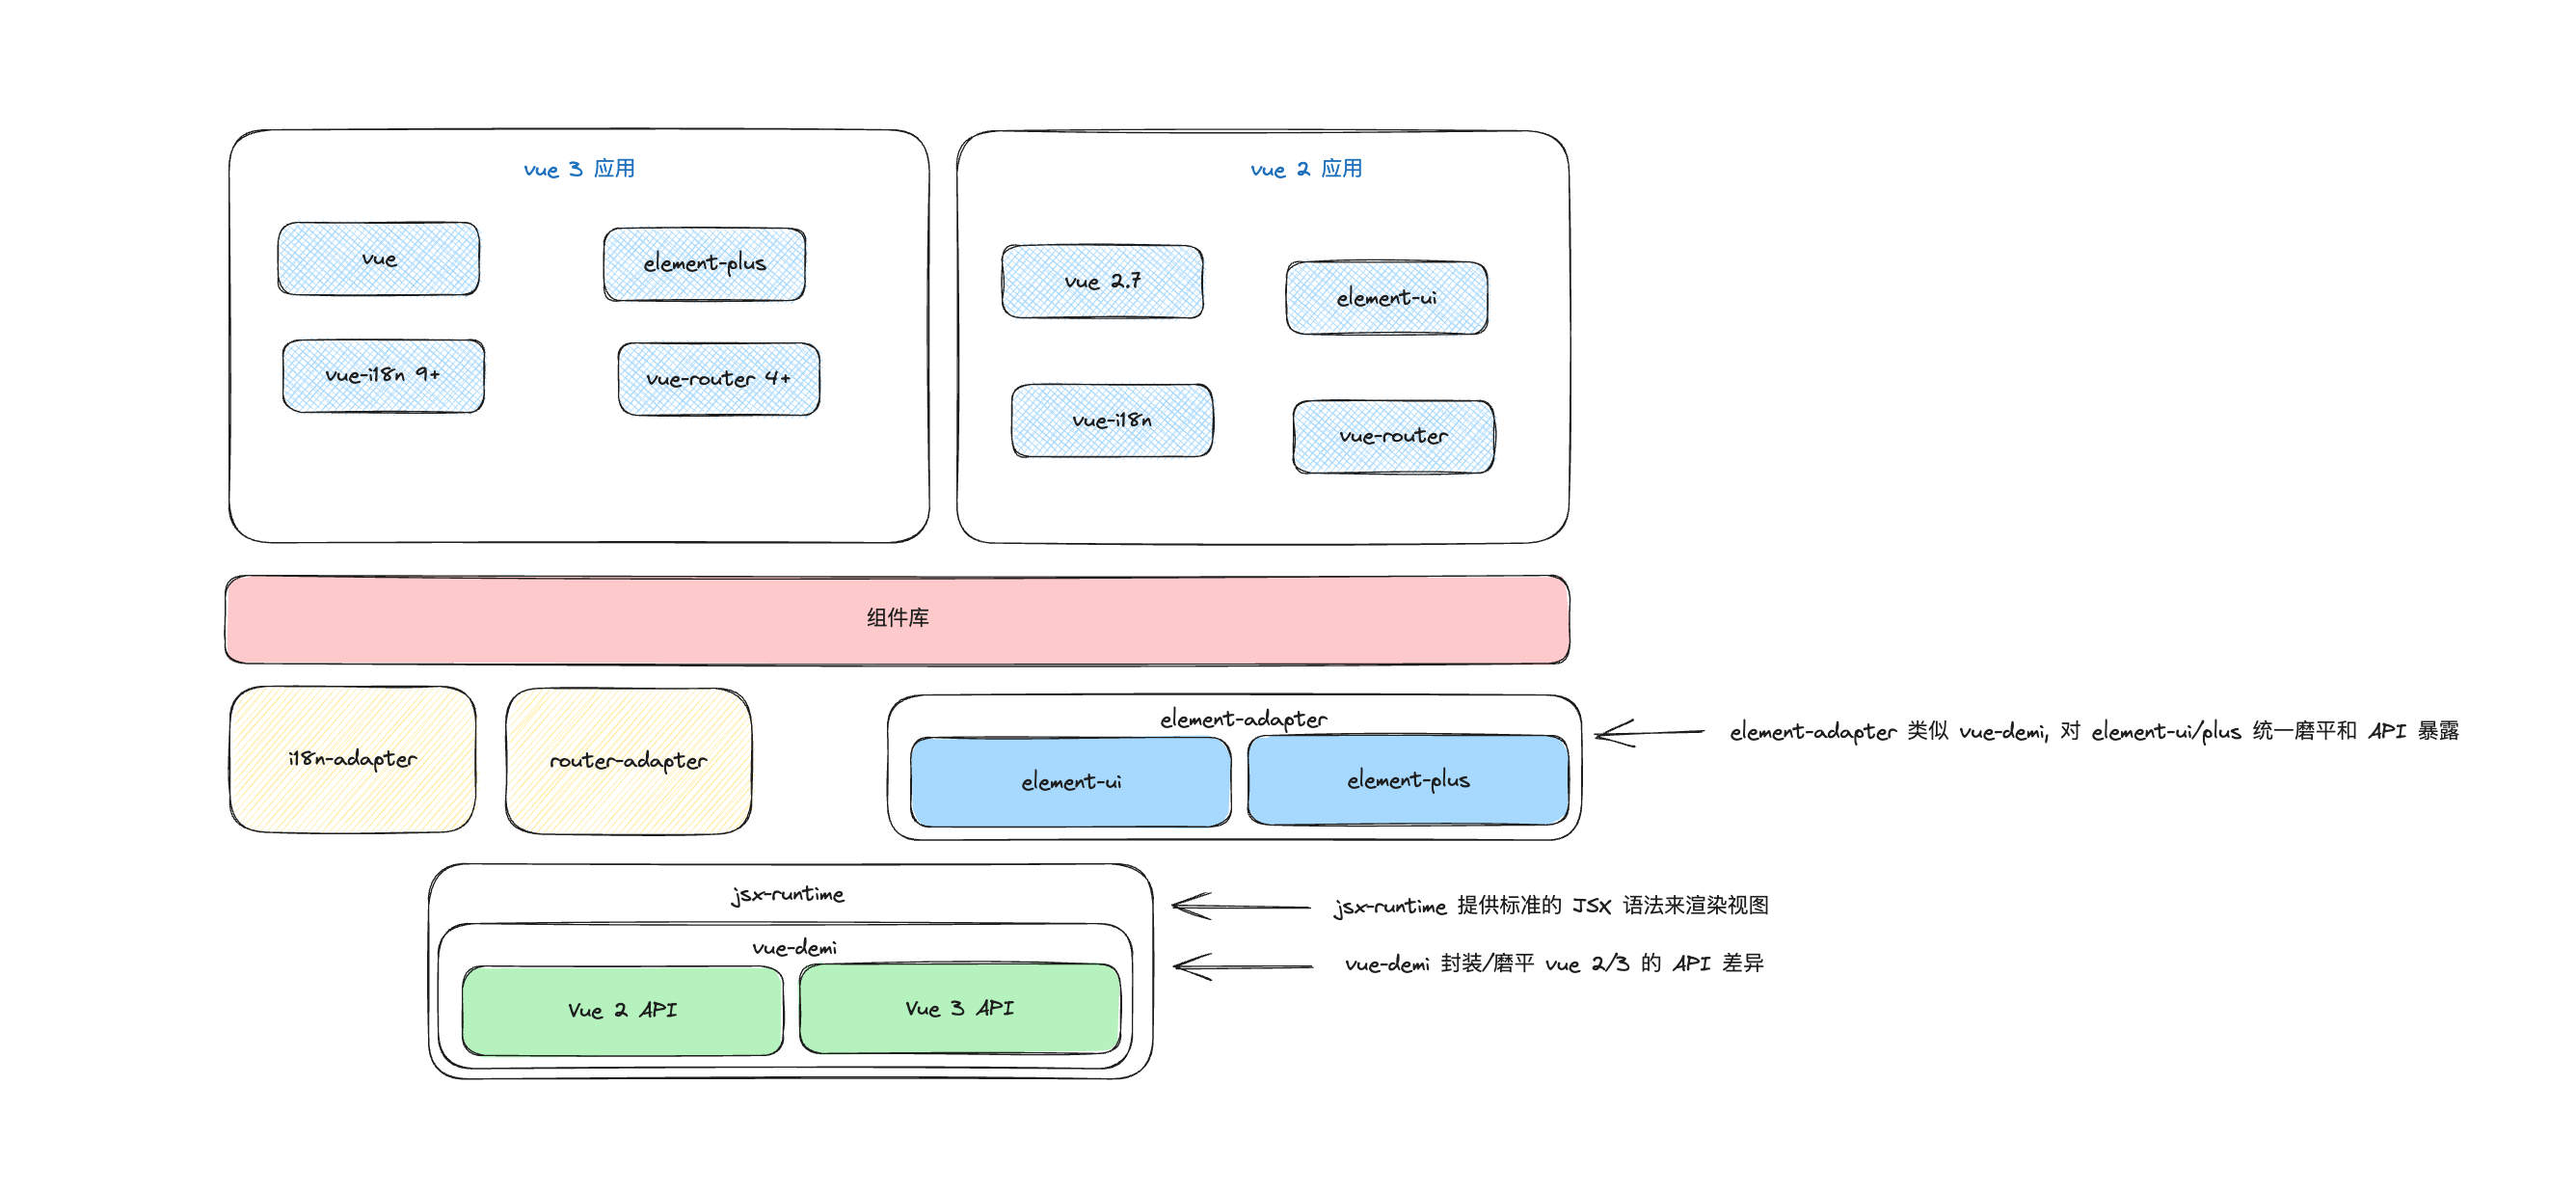 vue 3 应用
vue
element-plus
vue-i18n 9+
vue-router 4+
vue 2 应用
vue 2.7
element-ui
vue-i18n
vue-router
组件库
i18n-adapter
router-adapter
element-adapter
element-ui
element-plus
element-adapter 类似 vue-demi, 对 element-ui/plus 统一磨平和 API 暴露
jsx-runtime
jsx-runtime 提供标准的 JSX 语法来渲染视图
vue-demi
vue-demi 封装/磨平 vue 2/3 的 API 差异
Vue 2 API
Vue 3 API